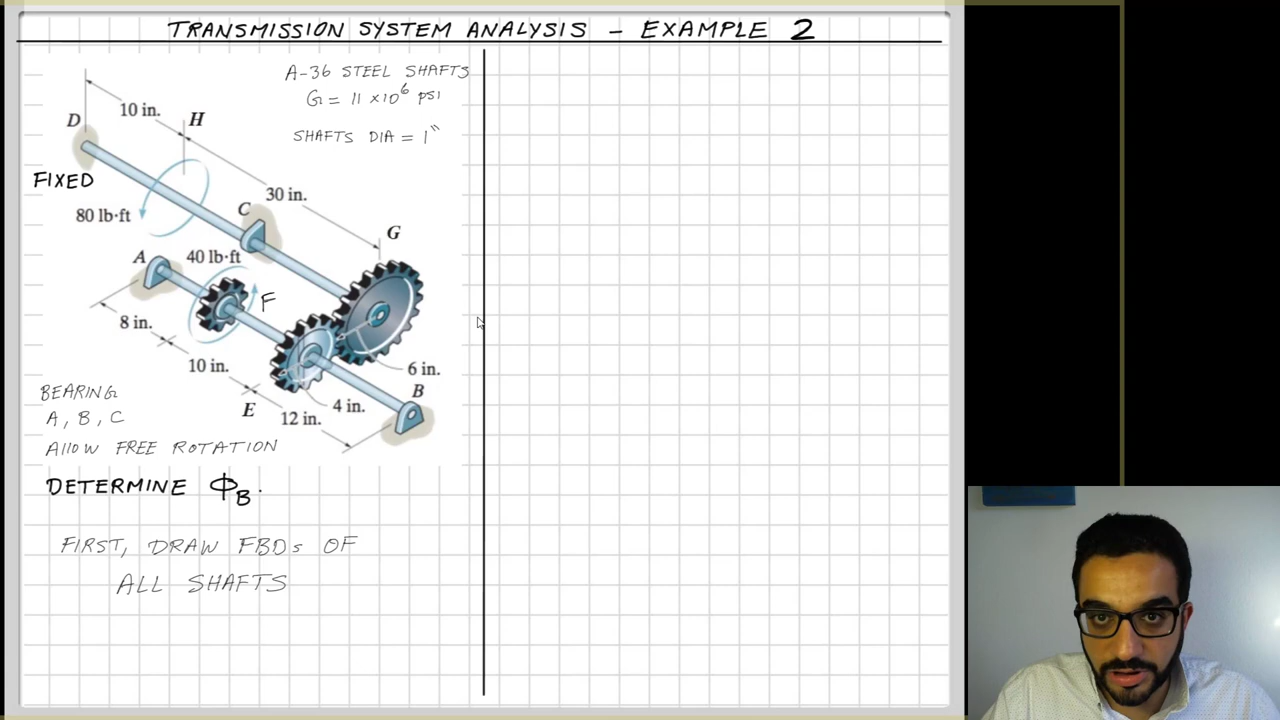 TRANSMISSION SYSTEM ANALYSIS - EXAMPLE 2
A-36 STEEL SHAFTS
G = 11 x10⁶ PSI
SHAFTS DIA = 1"
10 in.
H
D
FIXED
30 in.
80 lb·ft
C
G
A
40 lb·ft
F
8 in.
10 in.
6 in.
B
E
4 in.
12 in.
BEARING
A, B, C
Allow FREE ROTATION
DETERMINE ΦB.
FIRST, DRAW FBDs OF
ALL SHAFTS